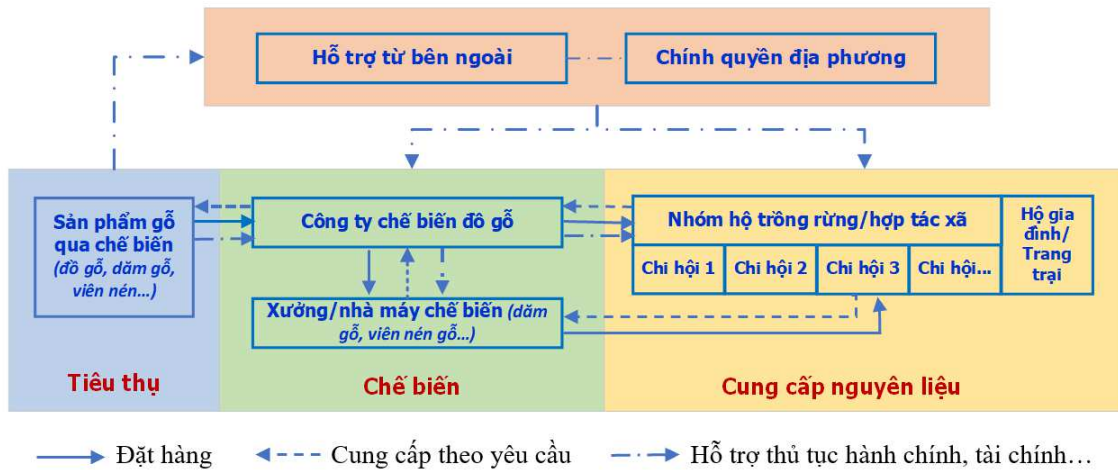 Hỗ trợ từ bên ngoài
Chính quyền địa phương
Sản phẩm gỗ
qua chế biến
(đồ gỗ, dăm gỗ,
viên nén...)
Công ty chế biến đồ gỗ
Xưởng/nhà máy chế biến (dăm
gỗ, viên nén gỗ...)
Nhóm hộ trồng rừng/hợp tác xã
Chi hội 1
Chi hội 2
Chi hội 3
Chi hội...
Hộ gia
đình/
Trang
trại
Tiêu thụ
Chế biến
Cung cấp nguyên liệu
Đặt hàng
Cung cấp theo yêu cầu
Hỗ trợ thủ tục hành chính, tài chính...